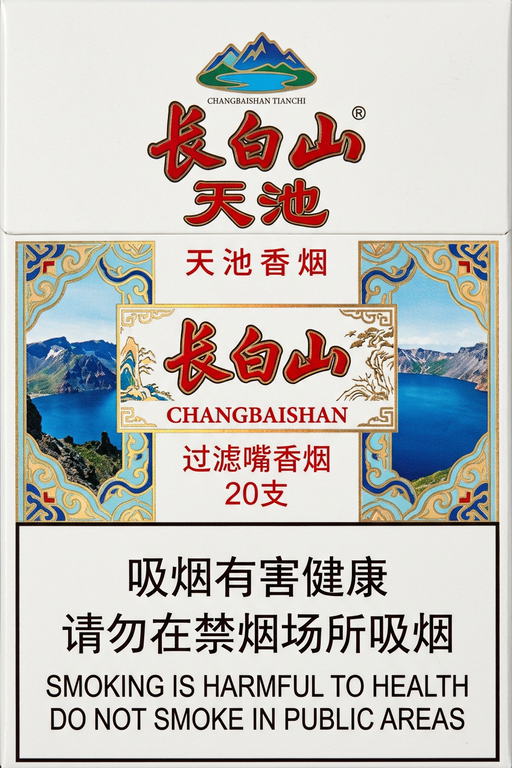 CHANGBAISHAN TIANCHI
长白山®
天池
天池香烟
长白山
CHANGBAISHAN
过滤嘴香烟
20支
吸烟有害健康
请勿在禁烟场所吸烟
SMOKING IS HARMFUL TO HEALTH
DO NOT SMOKE IN PUBLIC AREAS